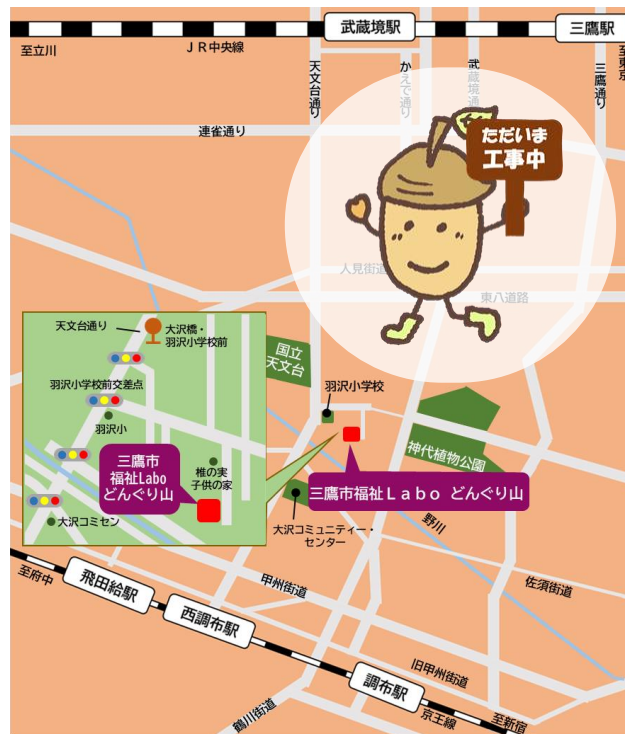 武蔵境駅
三鷹駅
至立川
JR中央線
至東京
天文台通り
かえで通り
武蔵境通り
三鷹通り
連雀通り
ただいま
工事中
人見街道
東八道路
天文台通り
大沢橋・
羽沢小学校前
国立
天文台
羽沢小学校前交差点
羽沢小学校
羽沢小
三鷹市
福祉Labo
どんぐり山
椎の実
子供の家
神代植物公園
三鷹市福祉Labo どんぐり山
大沢コミセン
大沢コミュニティー・
センター
野川
至府中
飛田給駅
甲州街道
佐須街道
西調布駅
旧甲州街道
調布駅
鶴川街道
京王線
至新宿